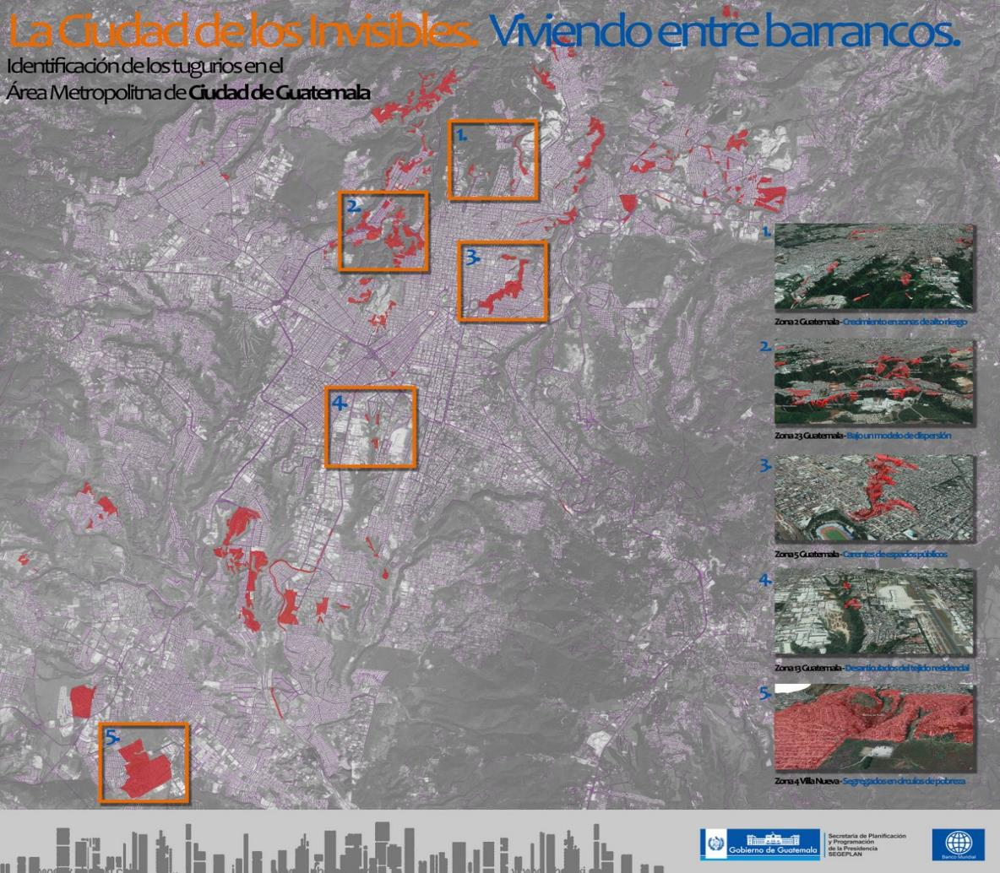 La Ciudad de los Invisibles. Viviendo entre barrancos.
Identificación de los tugurios en el
Área Metropolitna de Ciudad de Guatemala
1.
2.
3.
4.
5.
1.
Zona 2 Guatemala - Crecimiento en zonas de alto riesgo
2.
Zona 23 Guatemala - Bajo un modelo de dispersión
3.
Zona 5 Guatemala - Carentes de espacios públicos
4.
Zona 13 Guatemala - Desarticulados del tejido residencial
5.
Zona 4 Villa Nueva - Segregados en círculos de pobreza
Gobierno de Guatemala
Secretaría de Planificación
y Programación
de la Presidencia
SEGEPLAN
Banco Mundial